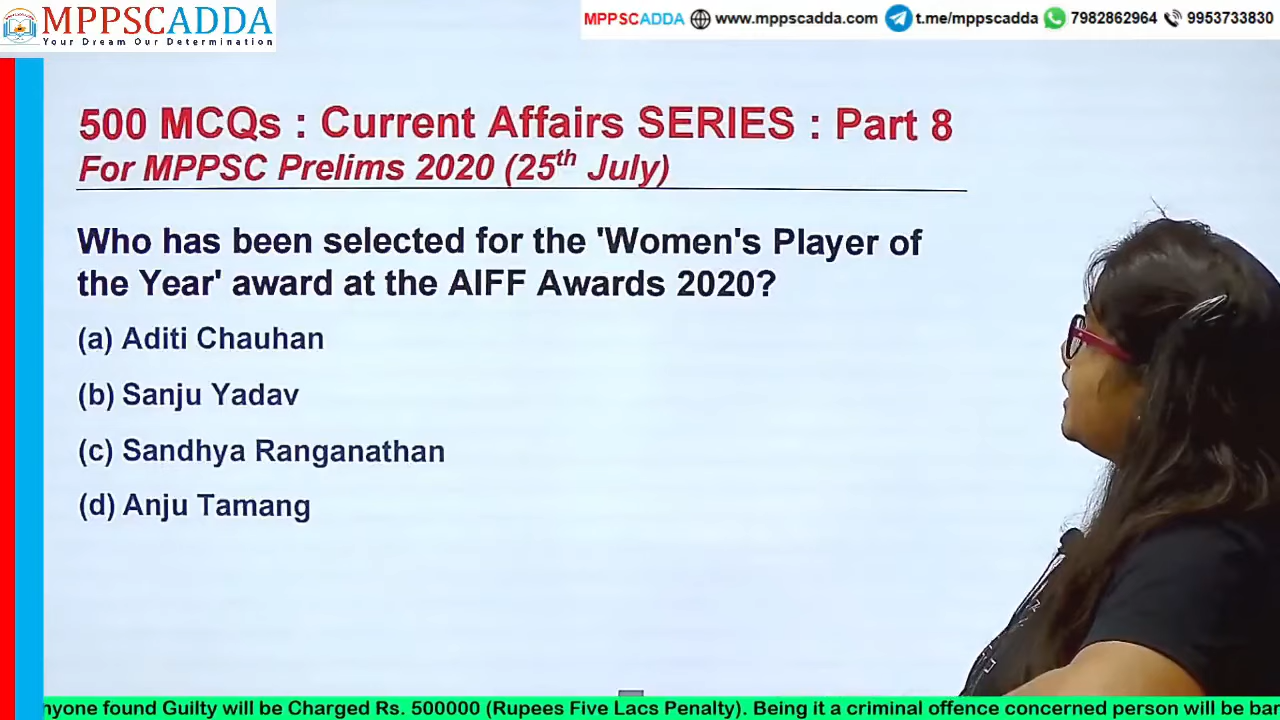 MPPSCADDA
Your Dream Our Determination
MPPSCADDA www.mppscadda.com t.me/mppscadda 7982862964 9953733830
500 MCQs : Current Affairs SERIES : Part 8
For MPPSC Prelims 2020 (25th July)
Who has been selected for the 'Women's Player of
the Year' award at the AIFF Awards 2020?
(a) Aditi Chauhan
(b) Sanju Yadav
(c) Sandhya Ranganathan
(d) Anju Tamang
nyone found Guilty will be Charged Rs. 500000 (Rupees Five Lacs Penalty). Being it a criminal offence concerned person will be bar